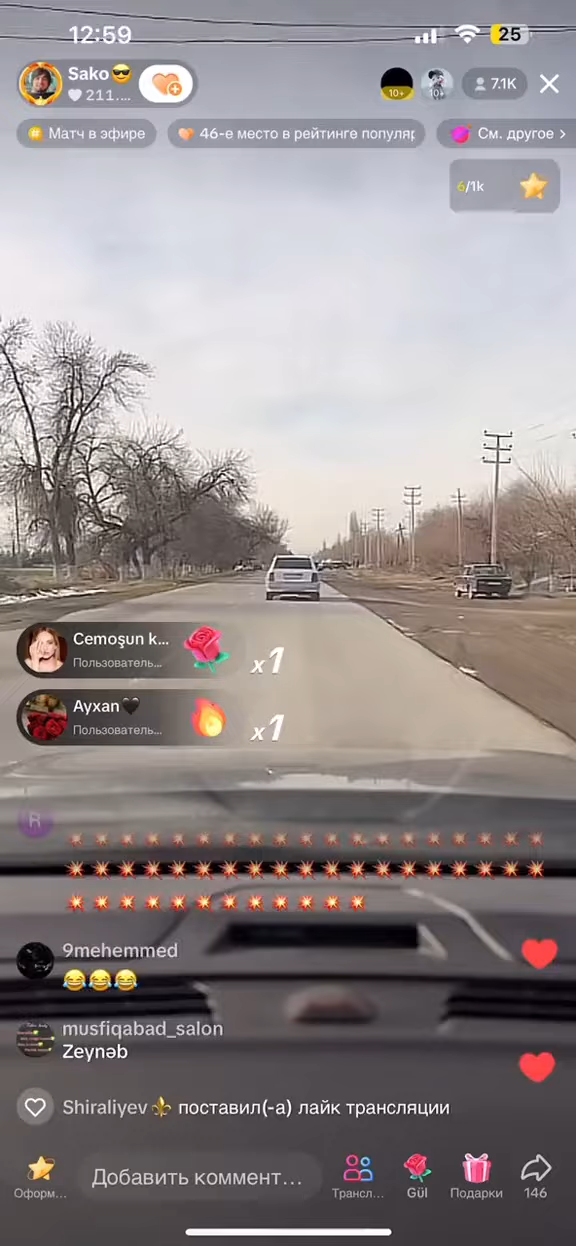 12:59
25
Sako😎
211....
10+
10+
7.1K
Матч в эфире
46-е место в рейтинге популяр
См. другое >
6/1k
Cemoşun k...
Пользователь...
x1
Ayxan🖤
Пользователь...
x1
R
9mehemmed
😂😂😂
musfiqabad_salon
Zeynəb
Shiraliyev⚜️ поставил(-а) лайк трансляции
Оформ...
Добавить коммент...
Трансл...
Gül
Подарки
146